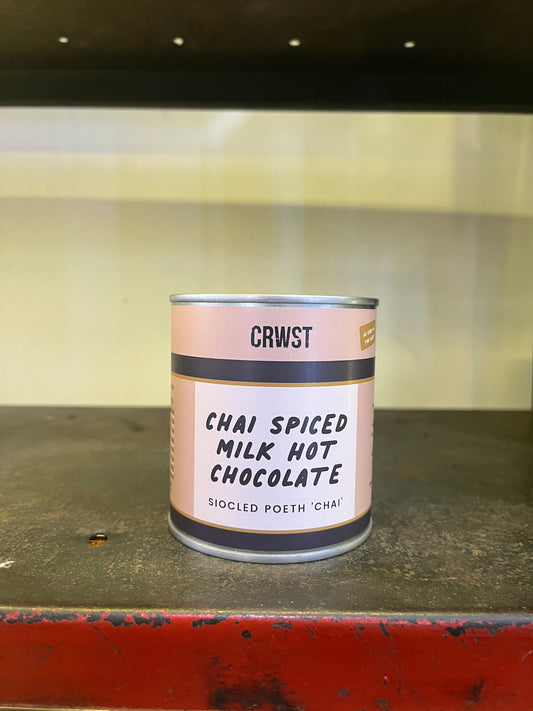 CRWST
CHAI SPICED
MILK HOT
CHOCOLATE
SIOCLED POETH 'CHAI'